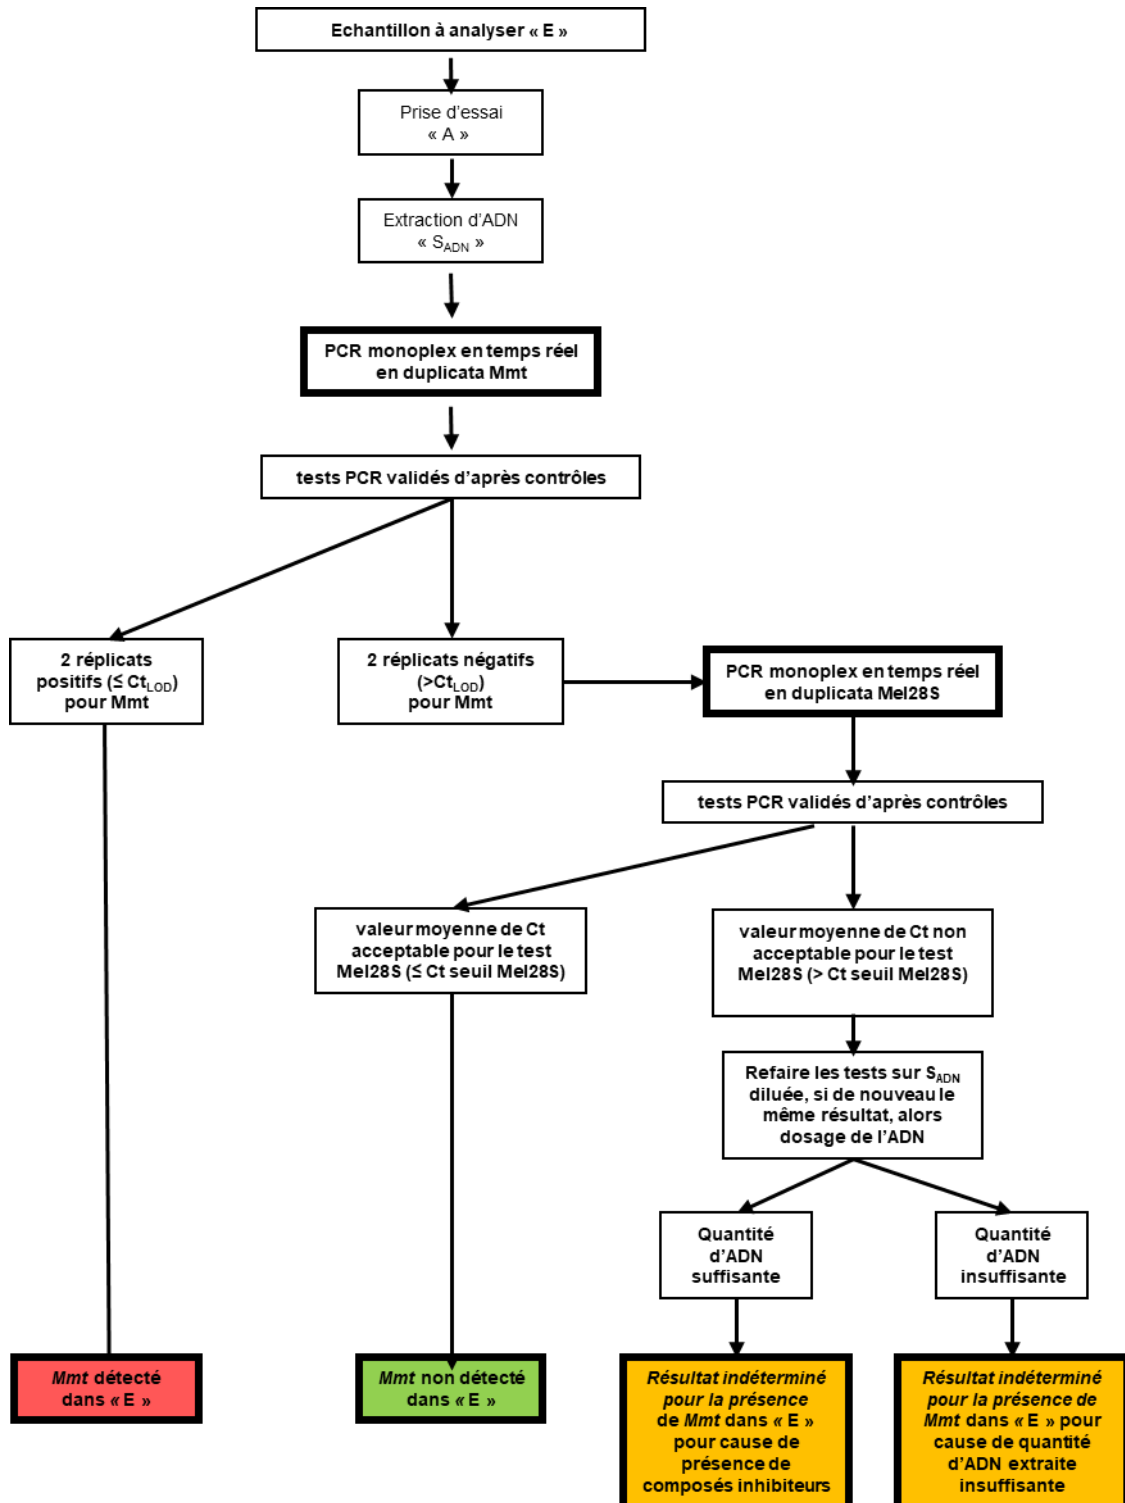 Echantillon à analyser « E »
Prise d'essai
« A »
Extraction d'ADN
« SADN »
PCR monoplex en temps réel
en duplicata Mmt
tests PCR validés d'après contrôles
2 réplicats
positifs (≤ CtLOD)
pour Mmt
2 réplicats négatifs
(>CtLOD)
pour Mmt
PCR monoplex en temps réel
en duplicata Mel28S
tests PCR validés d'après contrôles
valeur moyenne de Ct
acceptable pour le test
Mel28S (≤ Ct seuil Mel28S)
valeur moyenne de Ct non
acceptable pour le test
Mel28S (> Ct seuil Mel28S)
Refaire les tests sur SADN
diluée, si de nouveau le
même résultat, alors
dosage de l'ADN
Quantité
d'ADN
suffisante
Quantité
d'ADN
insuffisante
Mmt détecté
dans « E »
Mmt non détecté
dans « E »
Résultat indéterminé
pour la présence
de Mmt dans « E »
pour cause de
présence de
composés inhibiteurs
Résultat indéterminé
pour la présence de
Mmt dans « E » pour
cause de quantité
d'ADN extraite
insuffisante